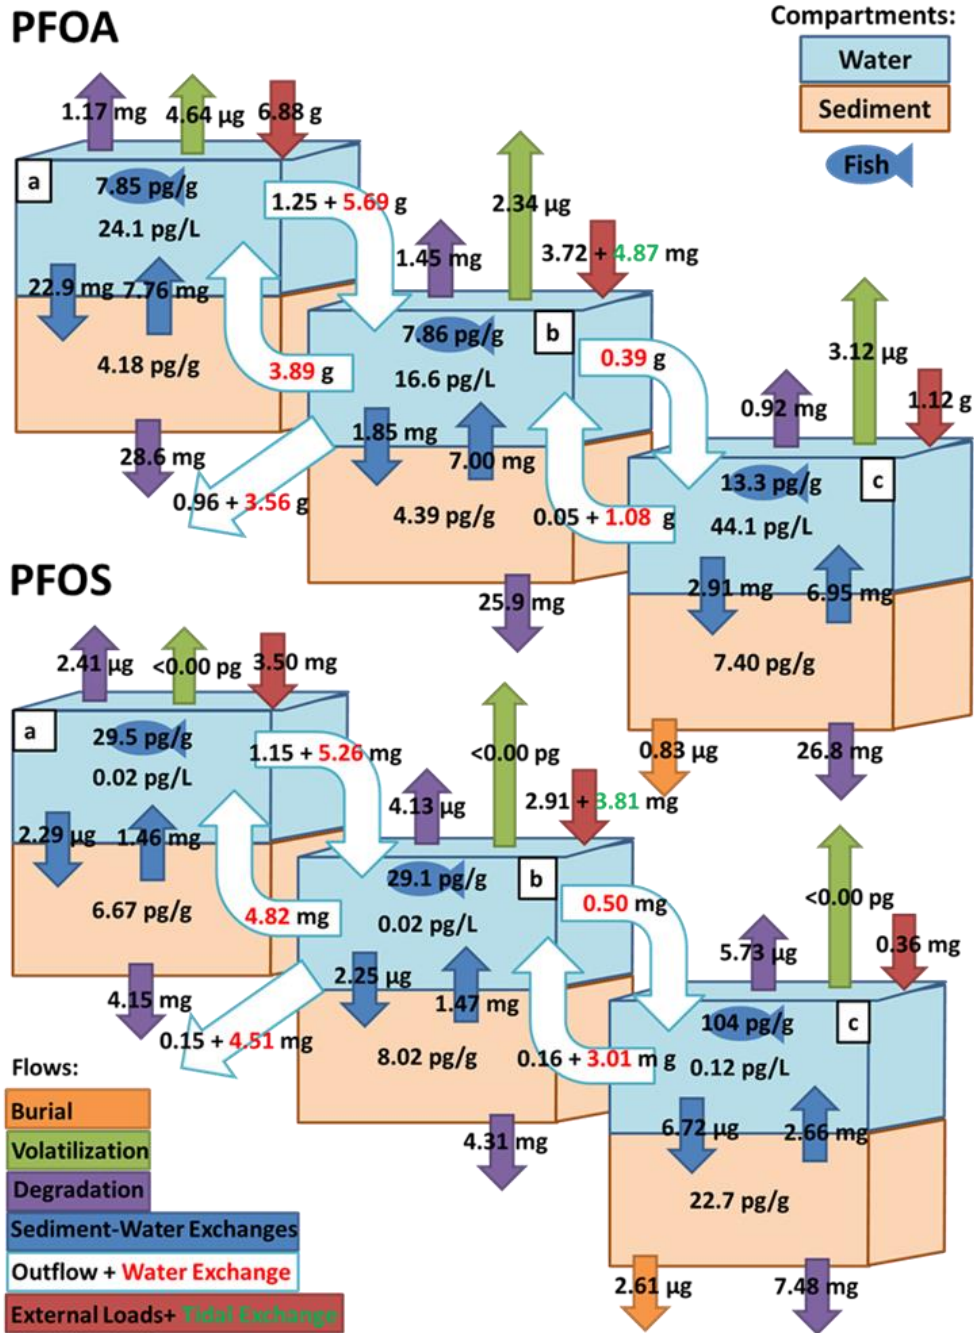 PFOA
Compartments:
Water
Sediment
Fish
1.17 mg
4.64 µg
6.88 g
a
7.85 pg/g
24.1 pg/L
1.25 + 5.69 g
22.9 mg
7.76 mg
4.18 pg/g
3.89 g
28.6 mg
0.96 + 3.56 g
1.45 mg
2.34 µg
3.72 + 4.87 mg
b
7.86 pg/g
16.6 pg/L
0.39 g
1.85 mg
7.00 mg
4.39 pg/g
0.05 + 1.08 g
25.9 mg
0.92 mg
3.12 µg
1.12 g
c
13.3 pg/g
44.1 pg/L
2.91 mg
6.95 mg
7.40 pg/g
0.83 µg
26.8 mg
PFOS
2.41 µg
<0.00 pg
3.50 mg
a
29.5 pg/g
0.02 pg/L
1.15 + 5.26 mg
2.29 µg
1.46 mg
6.67 pg/g
4.82 mg
4.15 mg
0.15 + 4.51 mg
4.13 µg
<0.00 pg
2.91 + 3.81 mg
b
29.1 pg/g
0.02 pg/L
0.50 mg
2.25 µg
1.47 mg
8.02 pg/g
0.16 + 3.01 m g
4.31 mg
5.73 µg
<0.00 pg
0.36 mg
c
104 pg/g
0.12 pg/L
6.72 µg
2.66 mg
22.7 pg/g
2.61 µg
7.48 mg
Flows:
Burial
Volatilization
Degradation
Sediment-Water Exchanges
Outflow + Water Exchange
External Loads+ Tidal Exchange